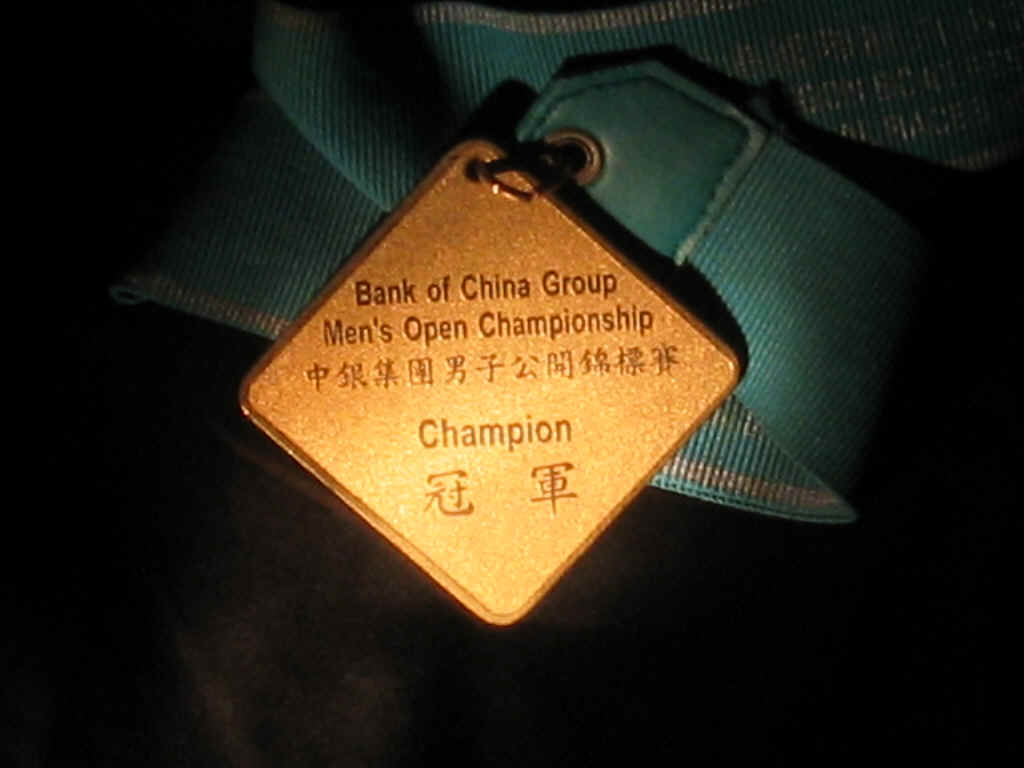 Bank of China Group
Men's Open Championship
中銀集團男子公開錦標賽
Champion
冠 軍